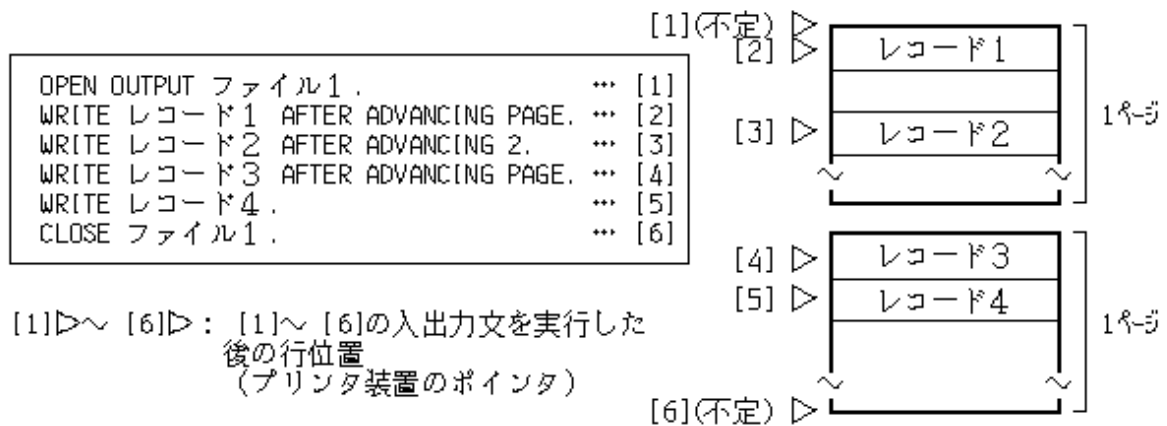 OPEN OUTPUT ファイル1. … [1]
WRITE レコード1 AFTER ADVANCING PAGE. … [2]
WRITE レコード2 AFTER ADVANCING 2. … [3]
WRITE レコード3 AFTER ADVANCING PAGE. … [4]
WRITE レコード4. … [5]
CLOSE ファイル1. … [6]
[1]▷～ [6]▷: [1]～ [6]の入出力文を実行した
後の行位置
(プリンタ装置のポインタ)
[1](不定) ▷
[2] ▷ レコード1
[3] ▷ レコード2
1ページ
[4] ▷ レコード3
[5] ▷ レコード4
1ページ
[6](不定) ▷